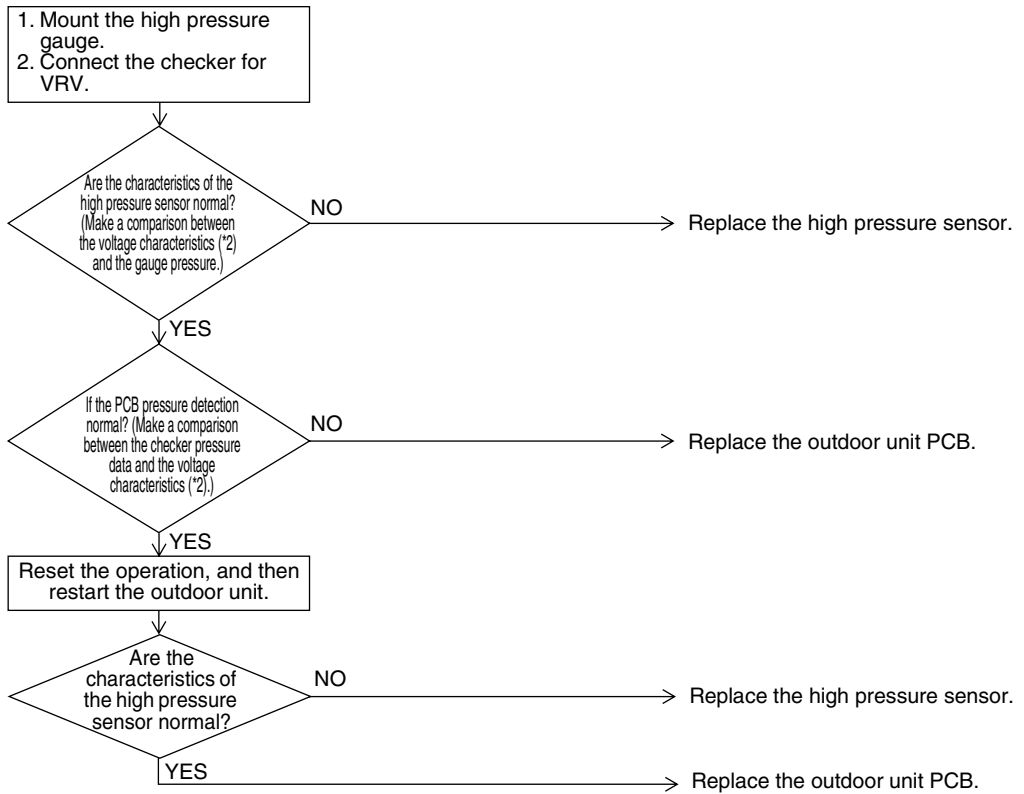 1. Mount the high pressure
gauge.
2. Connect the checker for
VRV.
Are the characteristics of the
high pressure sensor normal?
(Make a comparison between
the voltage characteristics (*2)
and the gauge pressure.)
NO
Replace the high pressure sensor.
YES
If the PCB pressure detection
normal? (Make a comparison
between the checker pressure
data and the voltage
characteristics (*2).)
NO
Replace the outdoor unit PCB.
YES
Reset the operation, and then
restart the outdoor unit.
Are the
characteristics of
the high pressure
sensor normal?
NO
Replace the high pressure sensor.
YES
Replace the outdoor unit PCB.